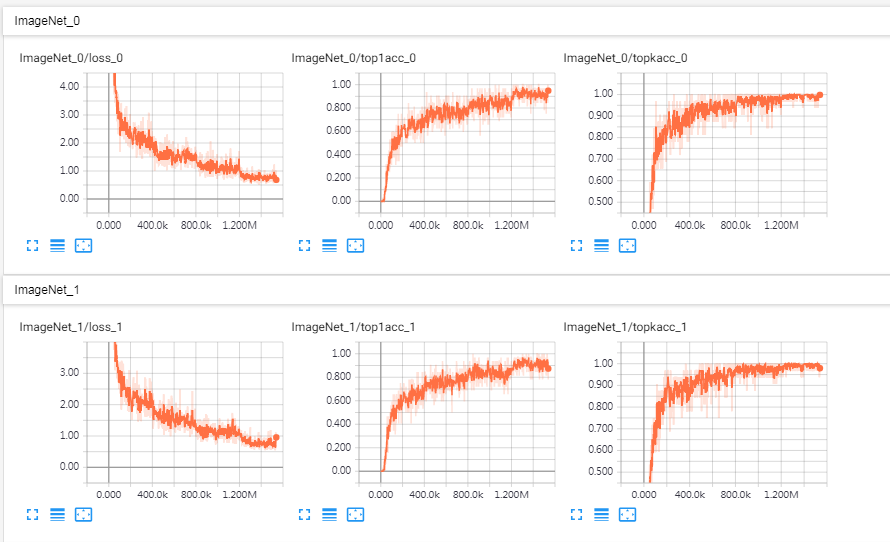 ImageNet_0
ImageNet_0/loss_0
4.00
3.00
2.00
1.00
0.00
0.000 400.0k 800.0k 1.200M
ImageNet_0/top1acc_0
1.00
0.800
0.600
0.400
0.200
0.00
0.000 400.0k 800.0k 1.200M
ImageNet_0/topkacc_0
1.00
0.900
0.800
0.700
0.600
0.500
0.000 400.0k 800.0k 1.200M
ImageNet_1
ImageNet_1/loss_1
3.00
2.00
1.00
0.00
0.000 400.0k 800.0k 1.200M
ImageNet_1/top1acc_1
1.00
0.800
0.600
0.400
0.200
0.00
0.000 400.0k 800.0k 1.200M
ImageNet_1/topkacc_1
1.00
0.900
0.800
0.700
0.600
0.500
0.000 400.0k 800.0k 1.200M